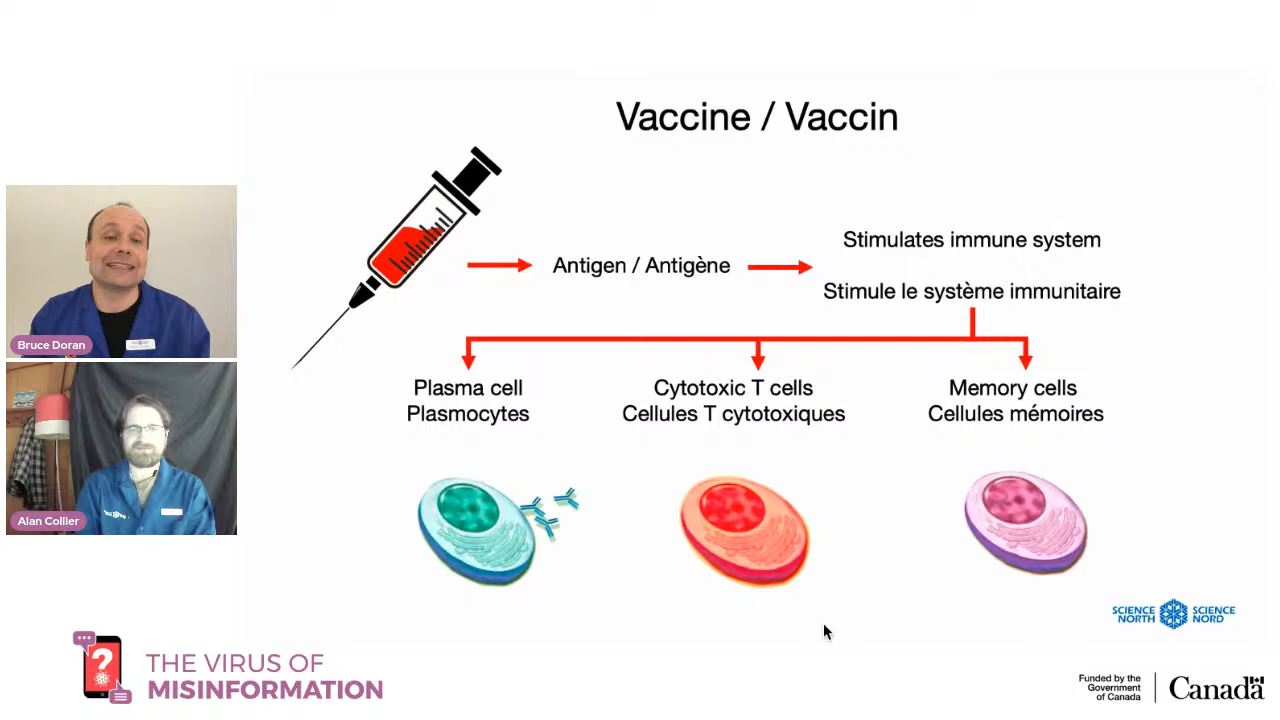 Vaccine / Vaccin
Stimulates immune system
Antigen / Antigène
Stimule le système immunitaire
Bruce Doran
Plasma cell
Plasmocytes
Cytotoxic T cells
Cellules T cytotoxiques
Memory cells
Cellules mémoires
Alan Collier
SCIENCE NORTH
SCIENCE NORD
?
THE VIRUS OF
MISINFORMATION
Funded by the
Government
of Canada
Canada